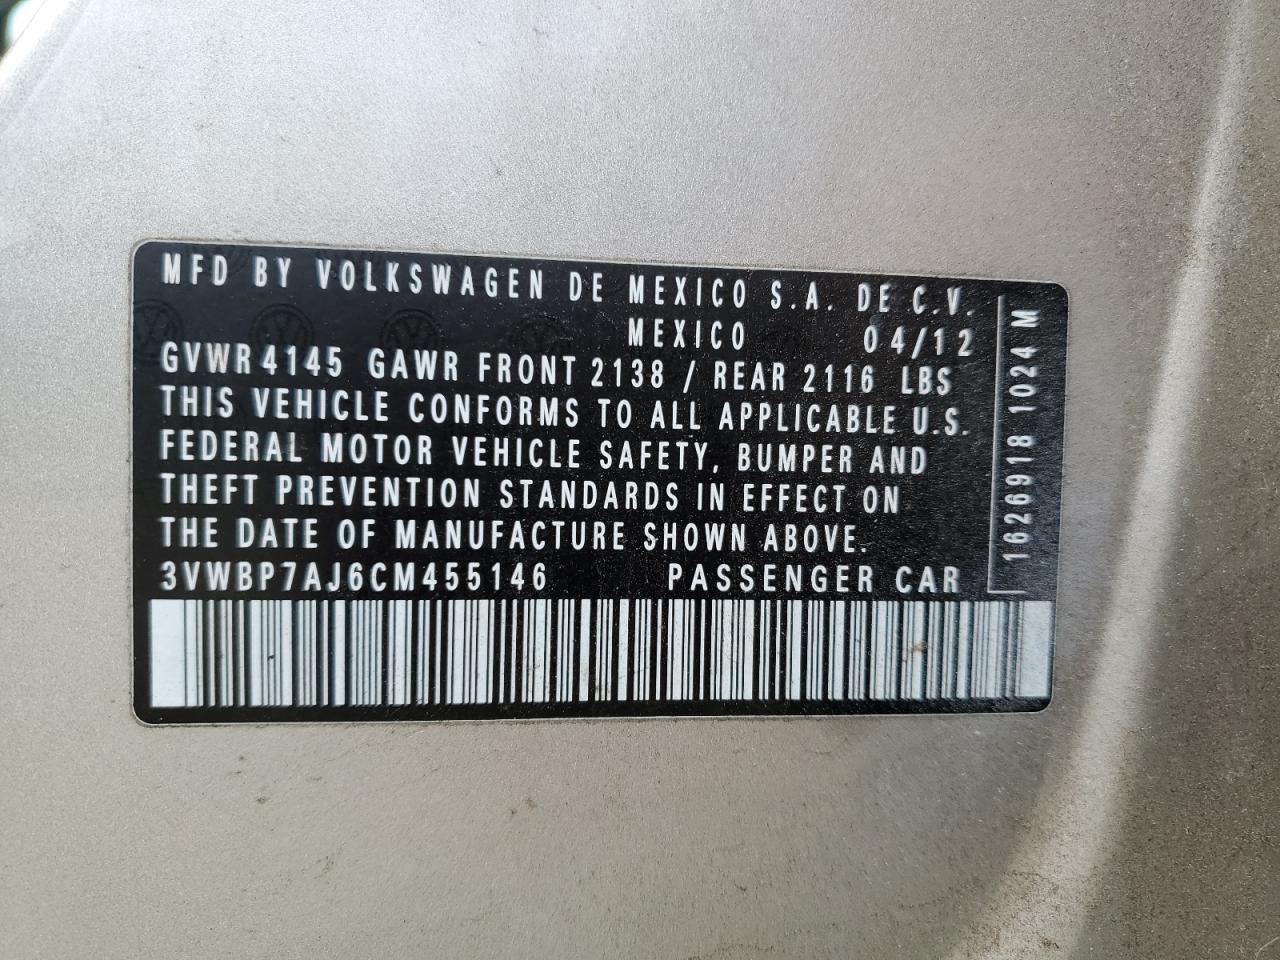 MFD BY VOLKSWAGEN DE MEXICO S.A. DE C.V.
MEXICO 04/12
GVWR 4145 GAWR FRONT 2138 / REAR 2116 LBS
THIS VEHICLE CONFORMS TO ALL APPLICABLE U.S.
FEDERAL MOTOR VEHICLE SAFETY, BUMPER AND
THEFT PREVENTION STANDARDS IN EFFECT ON
THE DATE OF MANUFACTURE SHOWN ABOVE.
3VWBP7AJ6CM455146 PASSENGER CAR
1626918 1024 M